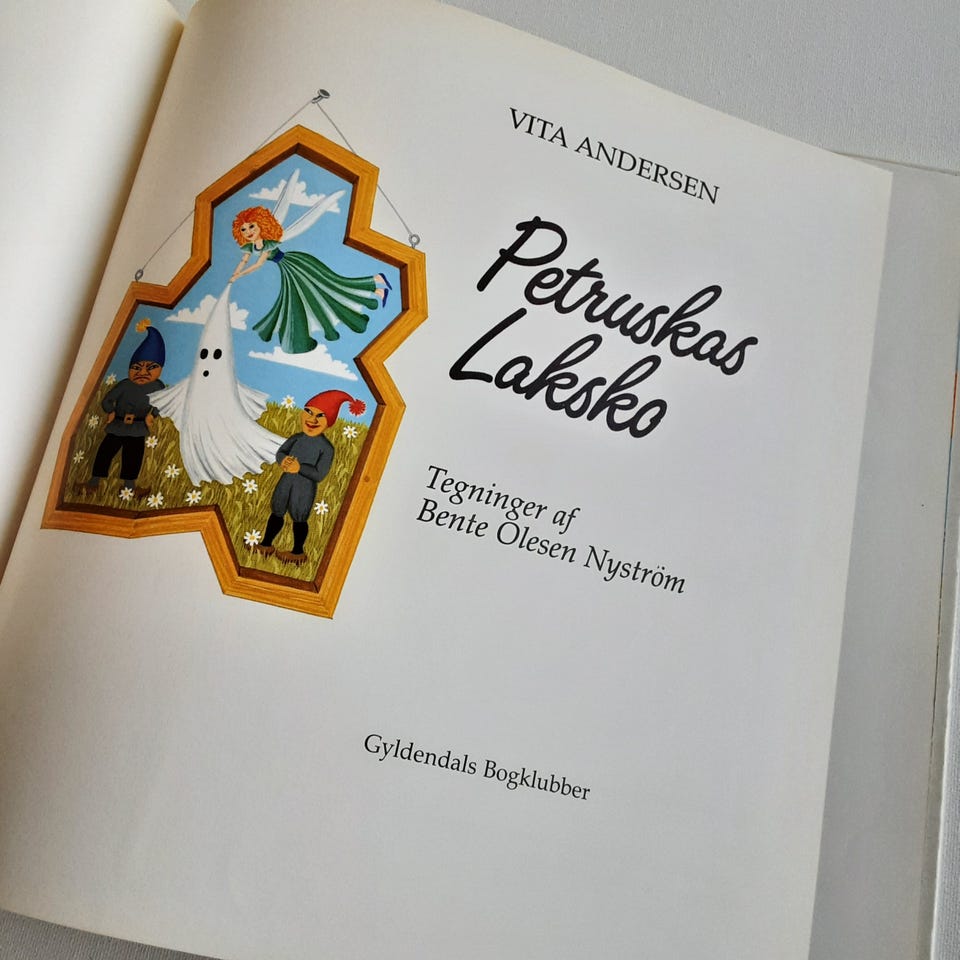 VITA ANDERSEN
Petruskas
Laksko
Tegninger af
Bente Olesen Nyström
Gyldendals Bogklubber